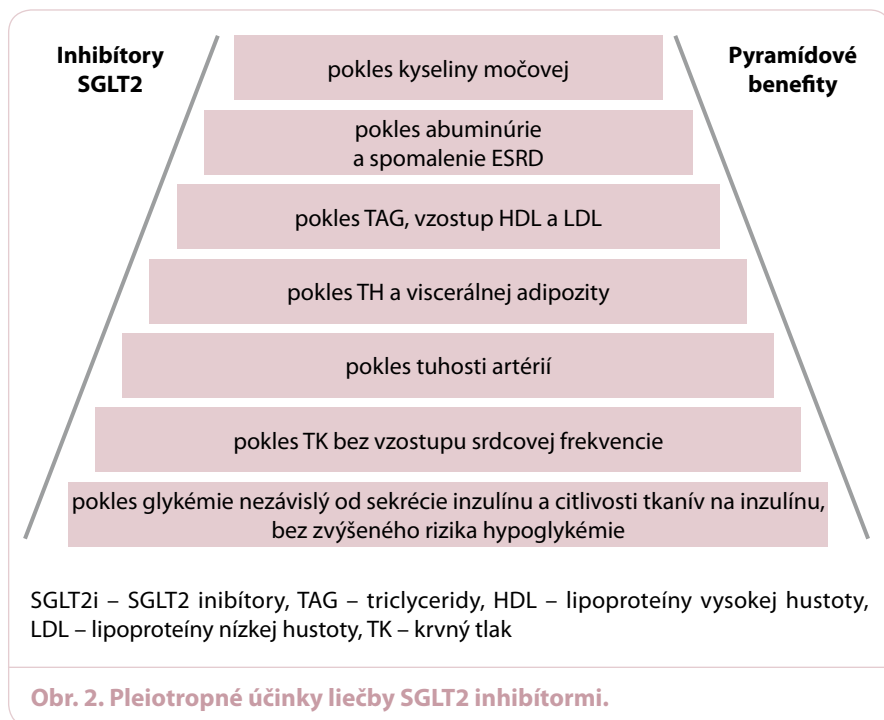 Inhibítory
SGLT2
Pyramídové
benefity
pokles kyseliny močovej
pokles abuminúrie
a spomalenie ESRD
pokles TAG, vzostup HDL a LDL
pokles TH a viscerálnej adipozity
pokles tuhosti artérií
pokles TK bez vzostupu srdcovej frekvencie
pokles glykémie nezávislý od sekrécie inzulínu a citlivosti tkanív na inzulínu,
bez zvýšeného rizika hypoglykémie
SGLT2i – SGLT2 inibítory, TAG – triclyceridy, HDL – lipoproteíny vysokej hustoty,
LDL – lipoproteíny nízkej hustoty, TK – krvný tlak
Obr. 2. Pleiotropné účinky liečby SGLT2 inhibítormi.